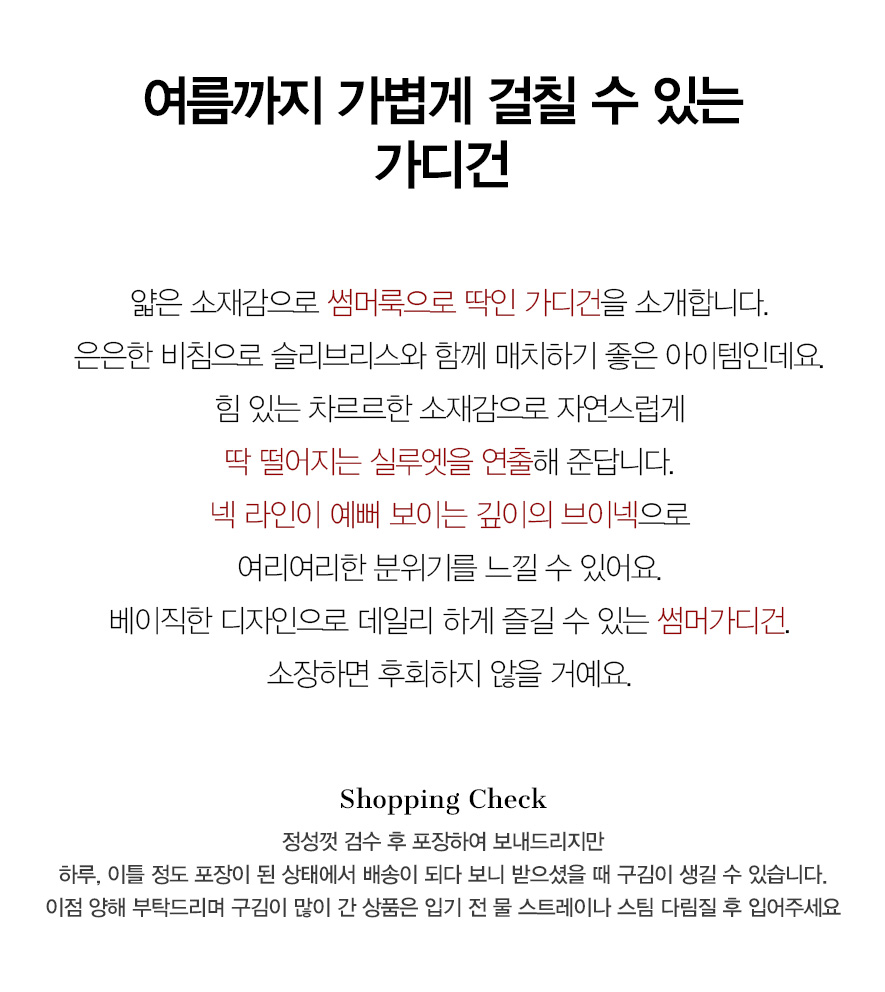 여름까지 가볍게 걸칠 수 있는
가디건
얇은 소재감으로 썸머룩으로 딱인 가디건을 소개합니다.
은은한 비침으로 슬리브리스와 함께 매치하기 좋은 아이템인데요.
힘 있는 차르르한 소재감으로 자연스럽게
딱 떨어지는 실루엣을 연출해 준답니다.
넥 라인이 예뻐 보이는 깊이의 브이넥으로
여리여리한 분위기를 느낄 수 있어요.
베이직한 디자인으로 데일리 하게 즐길 수 있는 썸머가디건.
소장하면 후회하지 않을 거예요.
Shopping Check
정성껏 검수 후 포장하여 보내드리지만
하루, 이틀 정도 포장이 된 상태에서 배송이 되다 보니 받으셨을 때 구김이 생길 수 있습니다.
이점 양해 부탁드리며 구김이 많이 간 상품은 입기 전 물 스트레이나 스팀 다림질 후 입어주세요